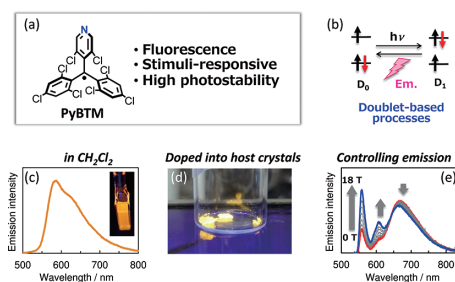 (a)
N
Cl Cl
Cl Cl
Cl Cl
Cl Cl
PyBTM
• Fluorescence
• Stimuli-responsive
• High photostability
(b)
hν
Em.
D0 D1
Doublet-based
processes
in CH2Cl2
(c)
Emission intensity
500 600 700 800
Wavelength / nm
Doped into host crystals
(d)
Controlling emission
(e)
18 T
0 T
Emission intensity
500 600 700 800
Wavelength / nm